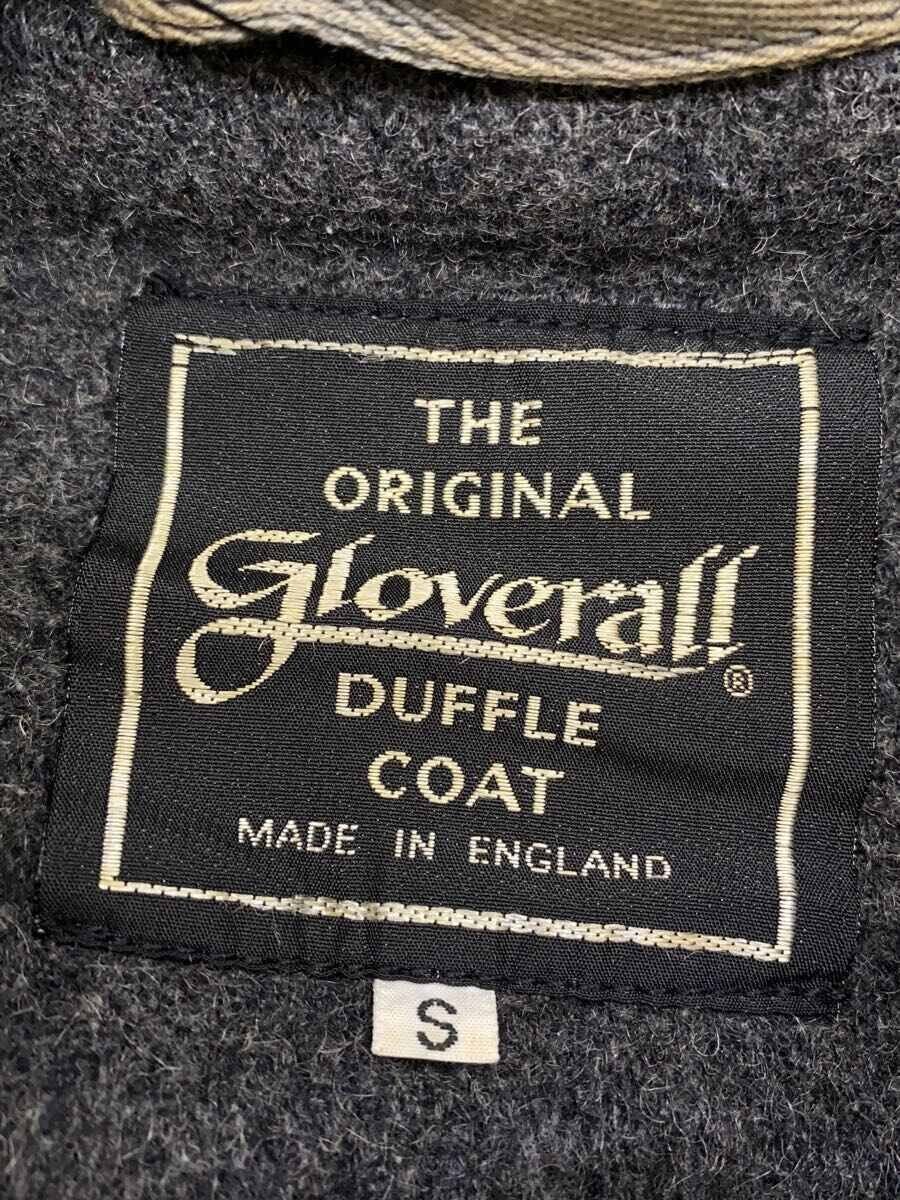 THE
ORIGINAL
Gloverall®
DUFFLE
COAT
MADE IN ENGLAND
S